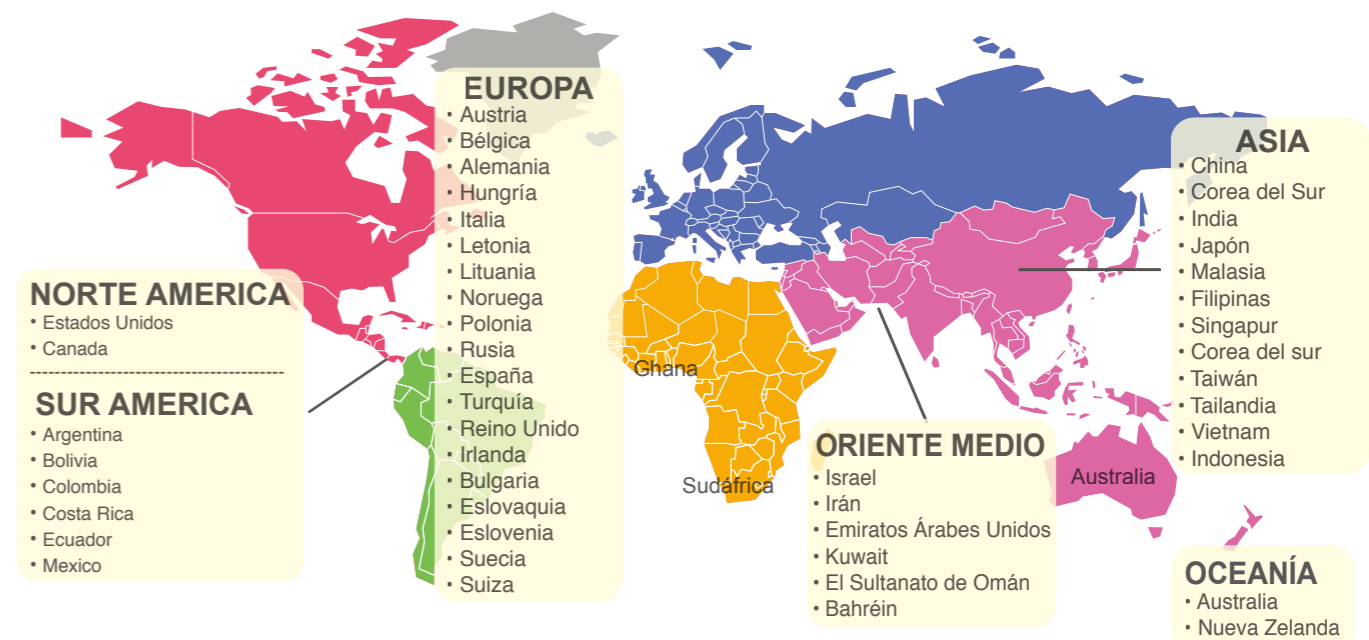 NORTE AMERICA
• Estados Unidos
• Canada
SUR AMERICA
• Argentina
• Bolivia
• Colombia
• Costa Rica
• Ecuador
• Mexico
EUROPA
• Austria
• Bélgica
• Alemania
• Hungría
• Italia
• Letonia
• Lituania
• Noruega
• Polonia
• Rusia
• España
• Turquía
• Reino Unido
• Irlanda
• Bulgaria
• Eslovaquia
• Eslovenia
• Suecia
• Suiza
Ghana
Sudáfrica
ORIENTE MEDIO
• Israel
• Irán
• Emiratos Árabes Unidos
• Kuwait
• El Sultanato de Omán
• Bahréin
ASIA
• China
• Corea del Sur
• India
• Japón
• Malasia
• Filipinas
• Singapur
• Corea del sur
• Taiwán
• Tailandia
• Vietnam
• Indonesia
Australia
OCEANÍA
• Australia
• Nueva Zelanda